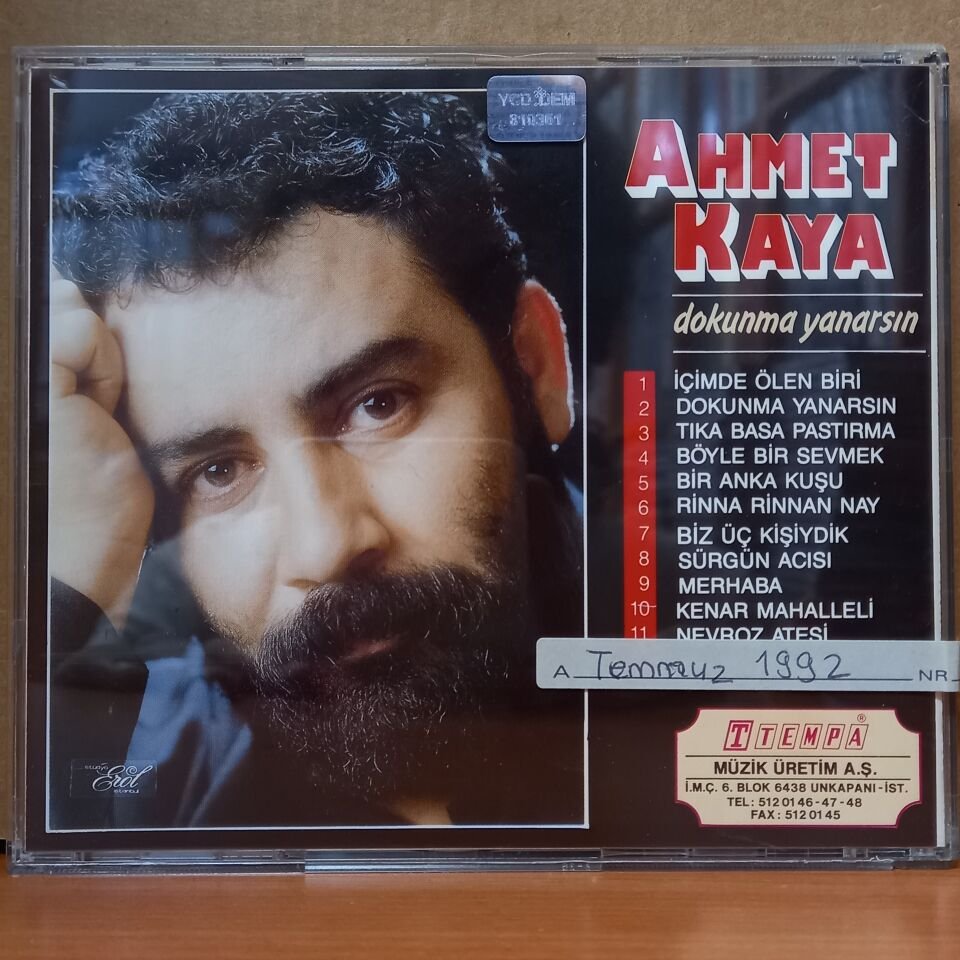 YCD.DEM
810361
AHMET
KAYA
dokunma yanarsın
1 İÇİMDE ÖLEN BİRİ
2 DOKUNMA YANARSIN
3 TIKA BASA PASTIRMA
4 BÖYLE BİR SEVMEK
5 BİR ANKA KUŞU
6 RİNNA RİNNAN NAY
7 BİZ ÜÇ KİŞİYDİK
8 SÜRGÜN ACISI
9 MERHABA
10 KENAR MAHALLELİ
11 NEVROZ ATEŞİ
A Temmuz 1992 NR
T TEMPA®
MÜZİK ÜRETİM A.Ş.
İ.M.Ç. 6. BLOK 6438 UNKAPANI-İST.
TEL: 512 01 46-47-48
FAX: 512 01 45
stüdyo
Erol
istanbul